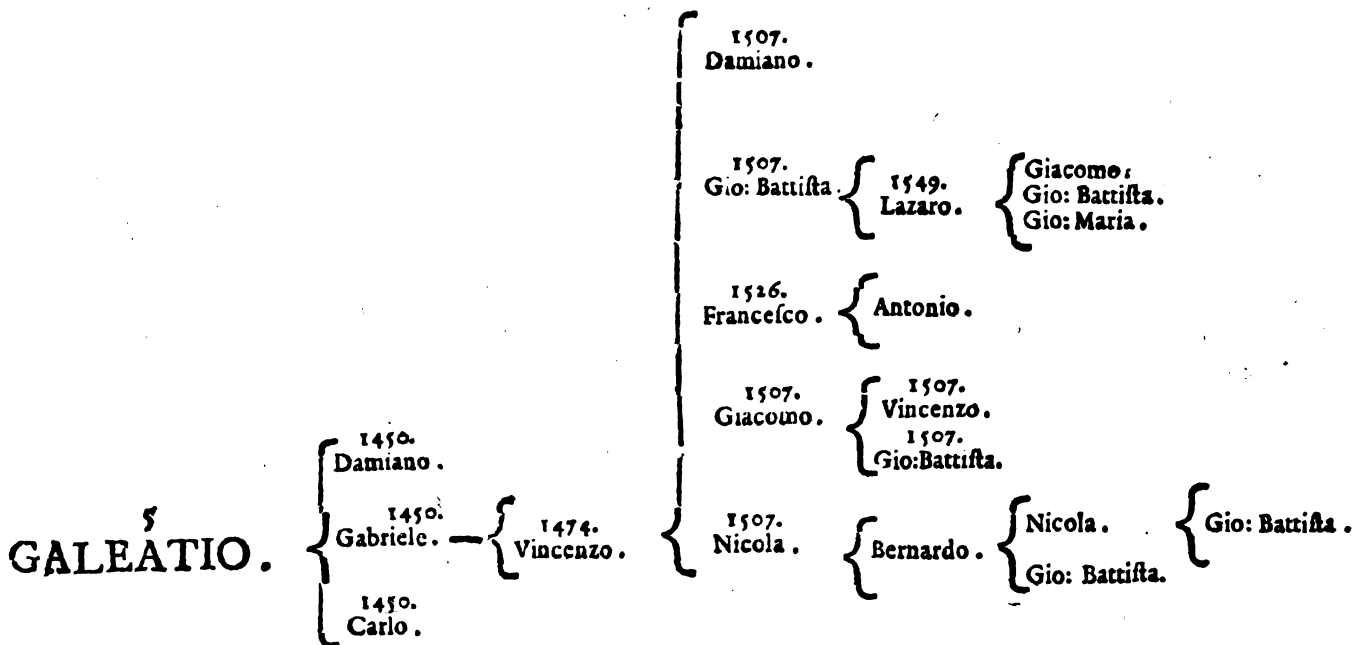 1507.
Damiano.
1507.
Gio: Battiſta.
1549.
Lazaro.
Giacomo:
Gio: Battiſta.
Gio: Maria.
1526.
Franceſco.
Antonio.
1507.
Giacomo.
1507.
Vincenzo.
1507.
Gio:Battiſta.
1450.
Damiano.
5
GALEATIO.
1450.
Gabriele.
1474.
Vincenzo.
1507.
Nicola.
Bernardo.
Nicola.
Gio: Battiſta.
Gio: Battiſta.
1450.
Carlo.